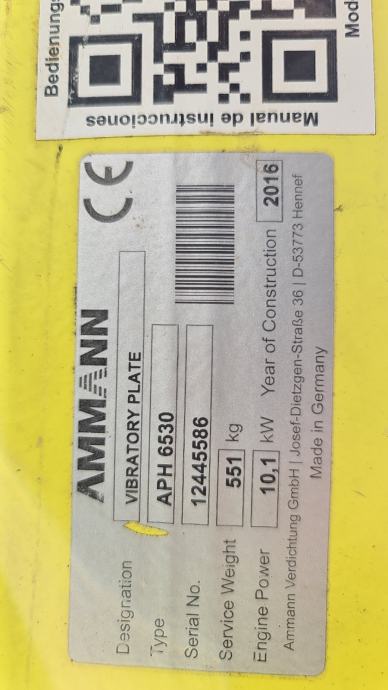 Bedienungs
Manual de instrucciones
Mod
AMMANN
CE
Designation VIBRATORY PLATE
Type APH 6530
Serial No. 12445586
Service Weight 551 kg
Engine Power 10,1 kW Year of Construction 2016
Ammann Verdichtung GmbH | Josef-Dietzgen-Straße 36 | D-53773 Hennef
Made in Germany